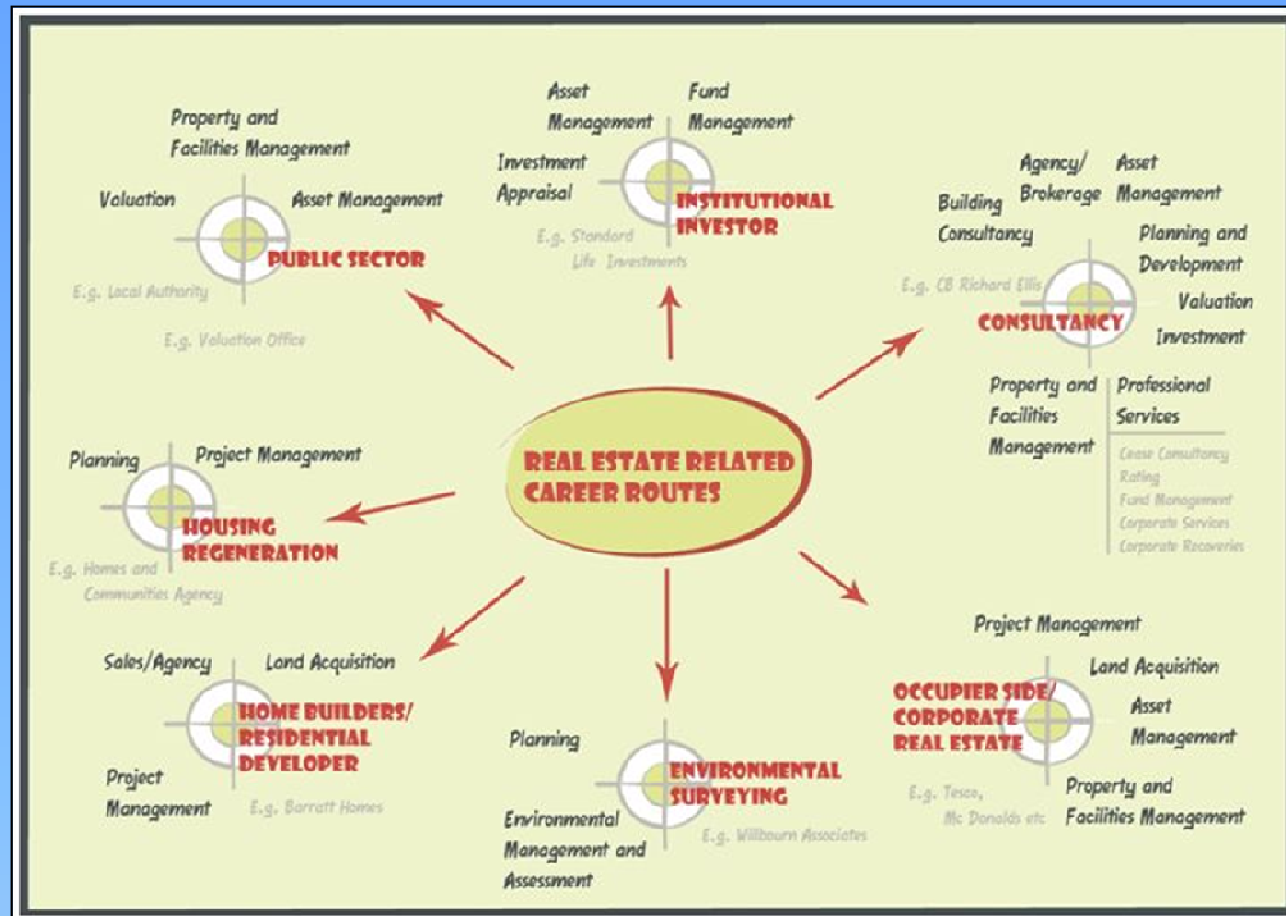 Property and
Facilities Management
Valuation
Asset Management
PUBLIC SECTOR
E.g. Local Authority
E.g. Valuation Office
Asset
Management
Fund
Management
Investment
Appraisal
INSTITUTIONAL
INVESTOR
E.g. Standard
Life Investments
Agency/
Brokerage
Asset
Management
Building
Consultancy
Planning and
Development
E.g. CB Richard Ellis
Valuation
CONSULTANCY
Investment
Property and
Facilities
Management
Professional
Services
Lease Consultancy
Rating
Fund Management
Corporate Services
Corporate Recoveries
REAL ESTATE RELATED
CAREER ROUTES
Planning
Project Management
HOUSING
REGENERATION
E.g. Homes and
Communities Agency
Sales/Agency
Land Acquisition
HOME BUILDERS/
RESIDENTIAL
DEVELOPER
Project
Management
E.g. Barratt Homes
Planning
ENVIRONMENTAL
SURVEYING
Environmental
Management and
Assessment
E.g. Willbourn Associates
Project Management
Land Acquisition
OCCUPIER SIDE/
CORPORATE
REAL ESTATE
Asset
Management
E.g. Tesco,
Mc Donalds etc
Property and
Facilities Management